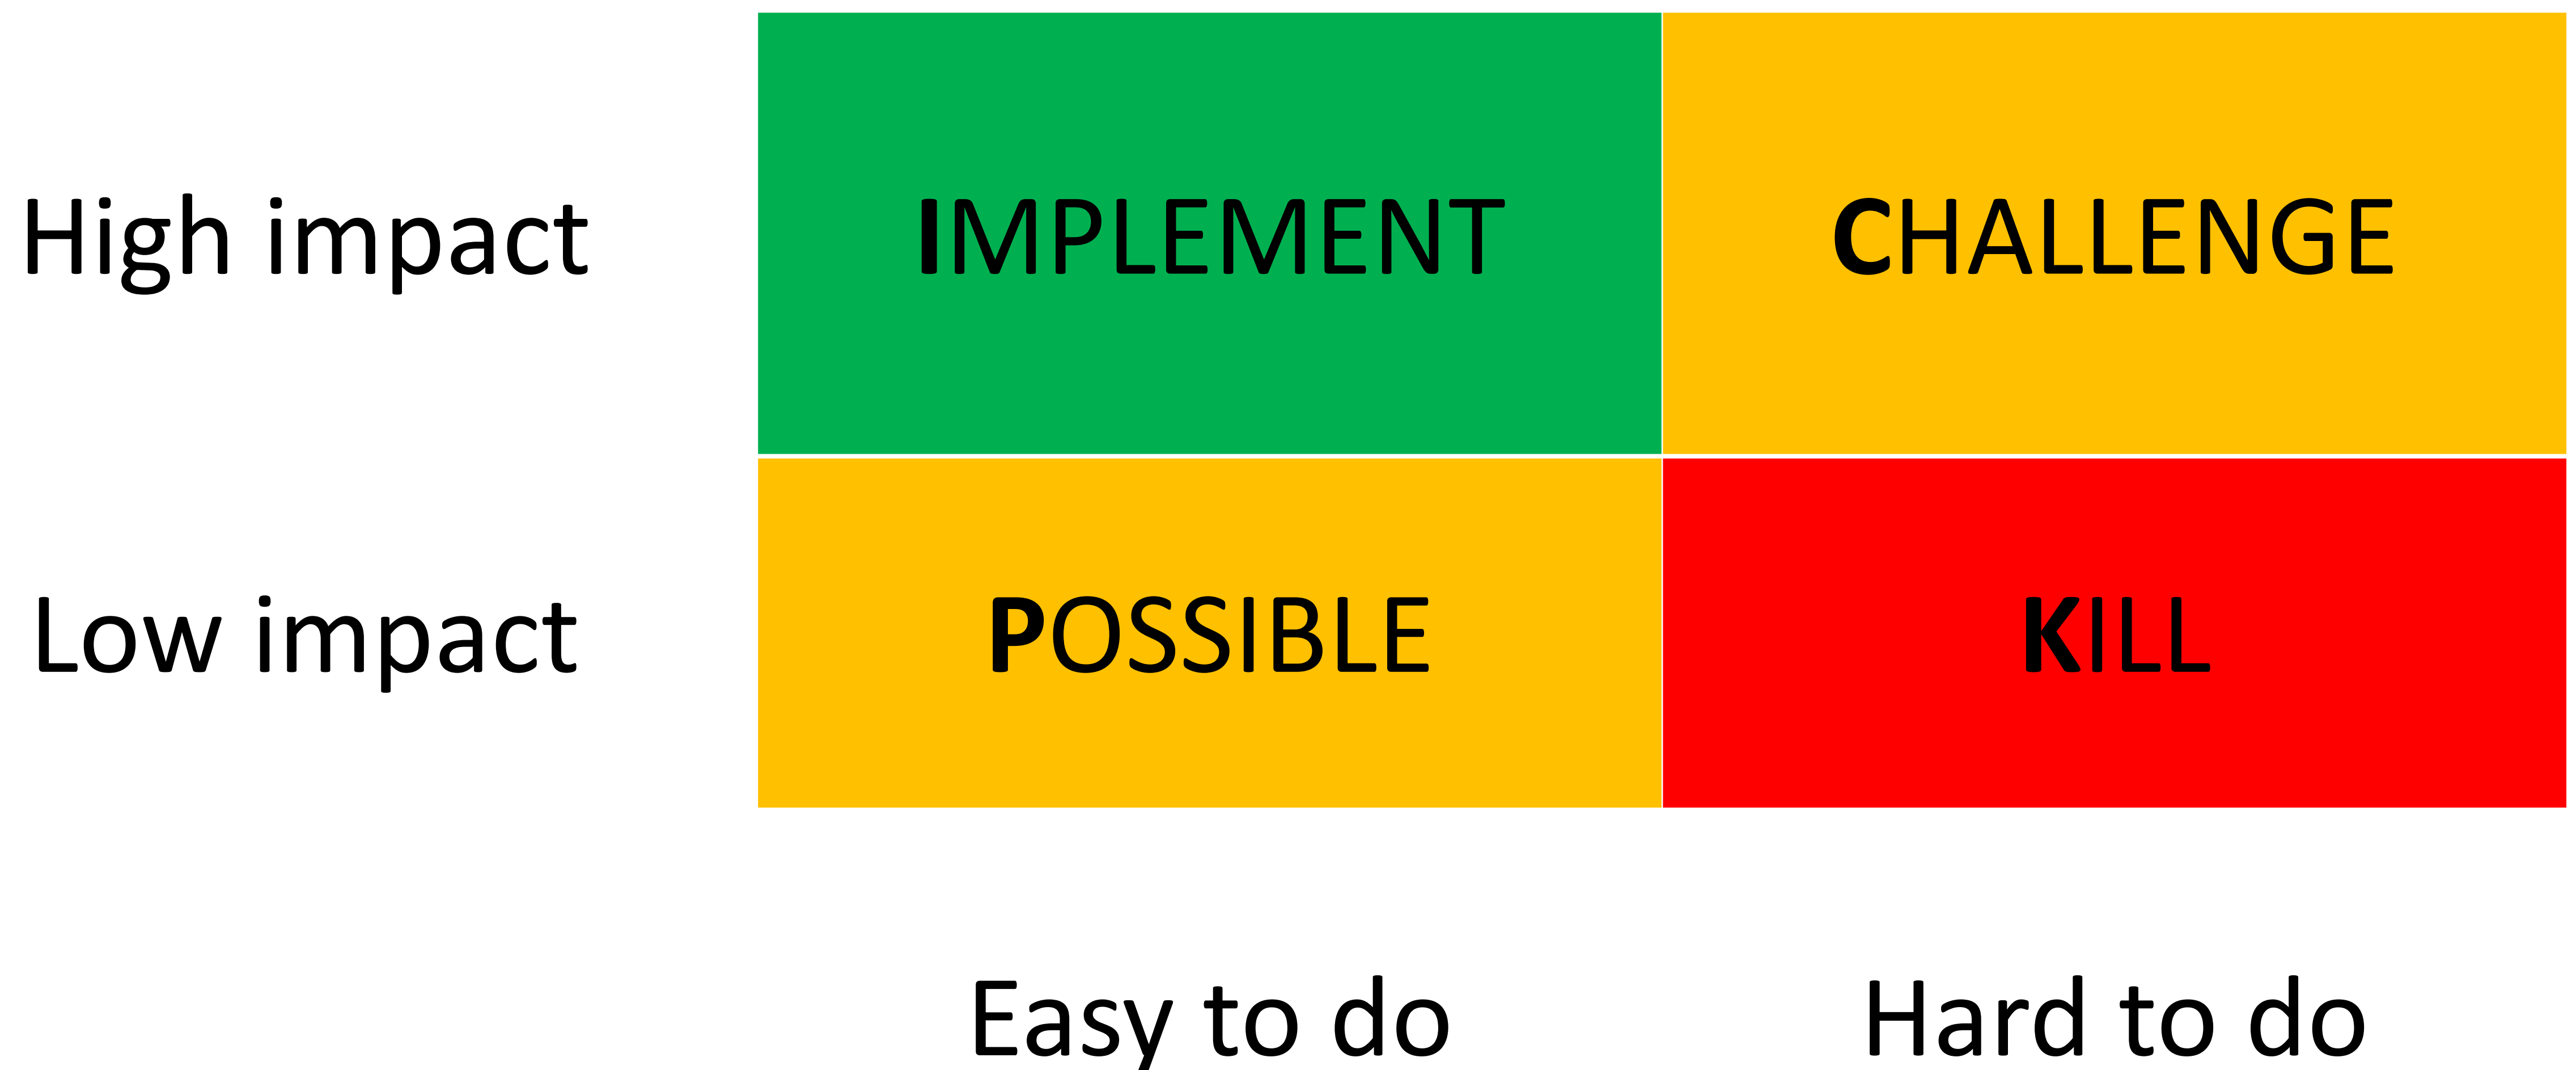 High impact IMPLEMENT CHALLENGE
Low impact POSSIBLE KILL
Easy to do Hard to do